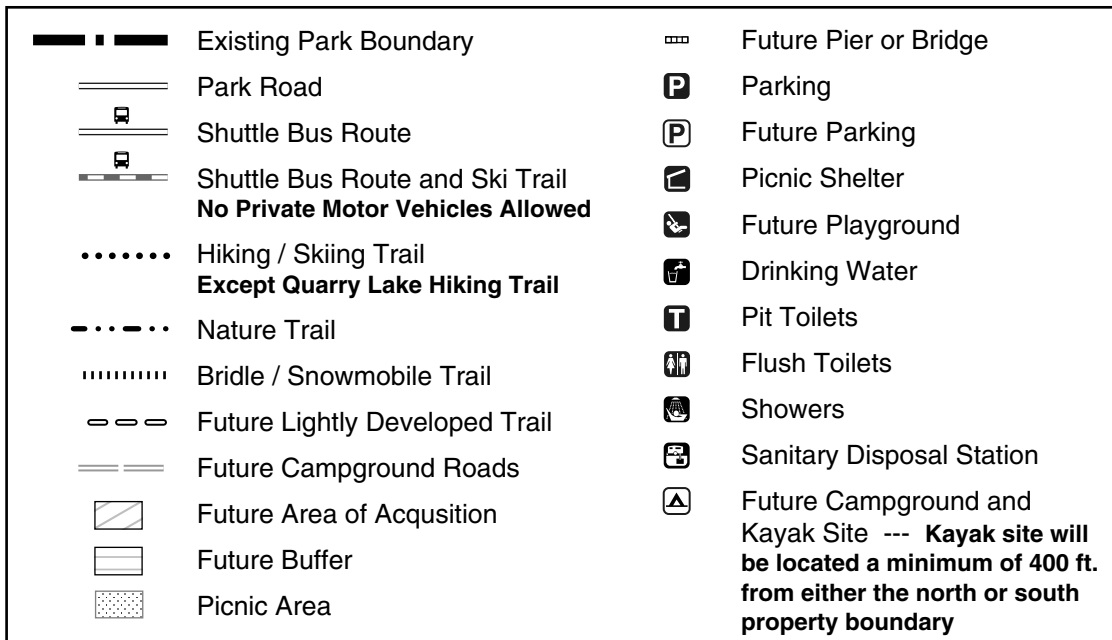 Existing Park Boundary
Park Road
Shuttle Bus Route
Shuttle Bus Route and Ski Trail
No Private Motor Vehicles Allowed
Hiking / Skiing Trail
Except Quarry Lake Hiking Trail
Nature Trail
Bridle / Snowmobile Trail
Future Lightly Developed Trail
Future Campground Roads
Future Area of Acqusition
Future Buffer
Picnic Area
Future Pier or Bridge
P Parking
P Future Parking
Picnic Shelter
Future Playground
Drinking Water
T Pit Toilets
Flush Toilets
Showers
Sanitary Disposal Station
Future Campground and
Kayak Site --- Kayak site will
be located a minimum of 400 ft.
from either the north or south
property boundary